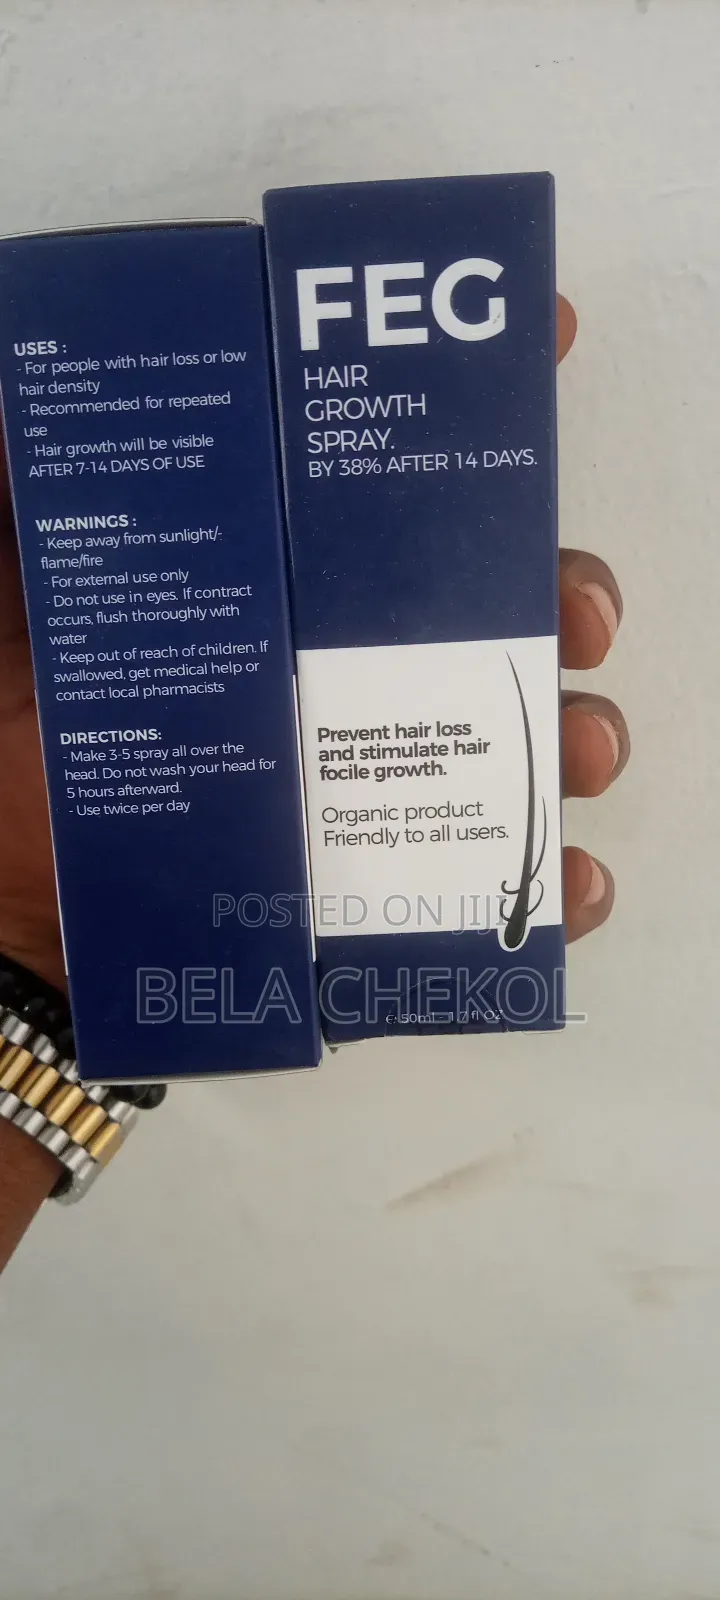 USES :
- For people with hair loss or low
hair density
- Recommended for repeated
use
- Hair growth will be visible
AFTER 7-14 DAYS OF USE
WARNINGS :
- Keep away from sunlight/-
flame/fire
- For external use only
- Do not use in eyes. If contract
occurs, flush thoroughly with
water
- Keep out of reach of children. If
swallowed, get medical help or
contact local pharmacists
DIRECTIONS:
- Make 3-5 spray all over the
head. Do not wash your head for
5 hours afterward.
- Use twice per day
FEG
HAIR
GROWTH
SPRAY.
BY 38% AFTER 14 DAYS.
Prevent hair loss
and stimulate hair
focile growth.
Organic product
Friendly to all users.
℮ 50ml - 1.7 fl OZ
POSTED ON JIJI
BELA CHEKOL